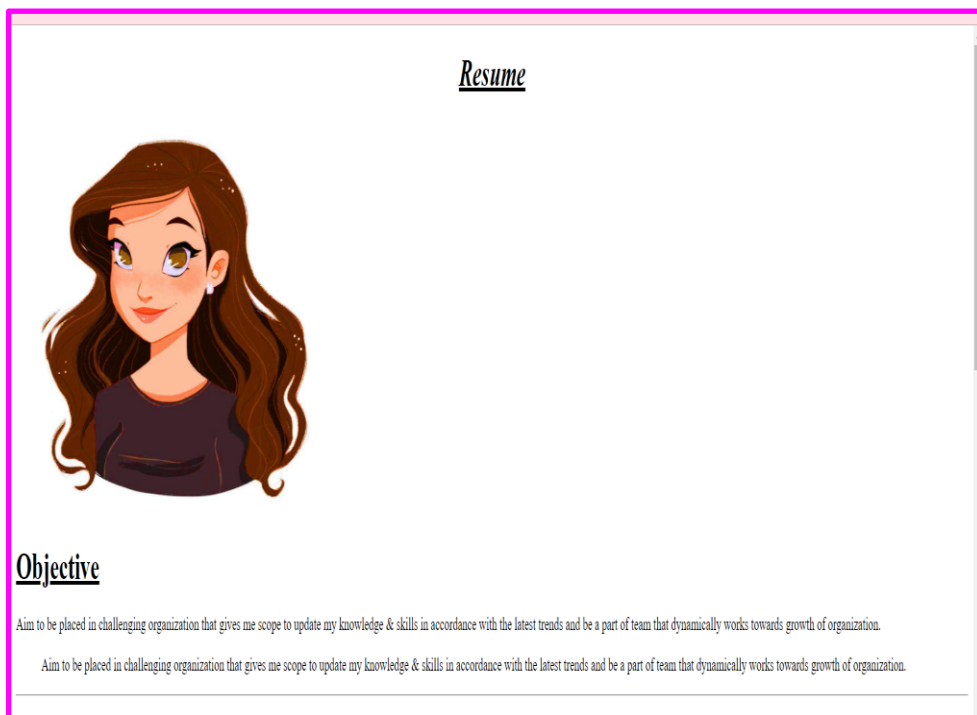 Resume
Objective
Aim to be placed in challenging organization that gives me scope to update my knowledge & skills in accordance with the latest trends and be a part of team that dynamically works towards growth of organization.
Aim to be placed in challenging organization that gives me scope to update my knowledge & skills in accordance with the latest trends and be a part of team that dynamically works towards growth of organization.